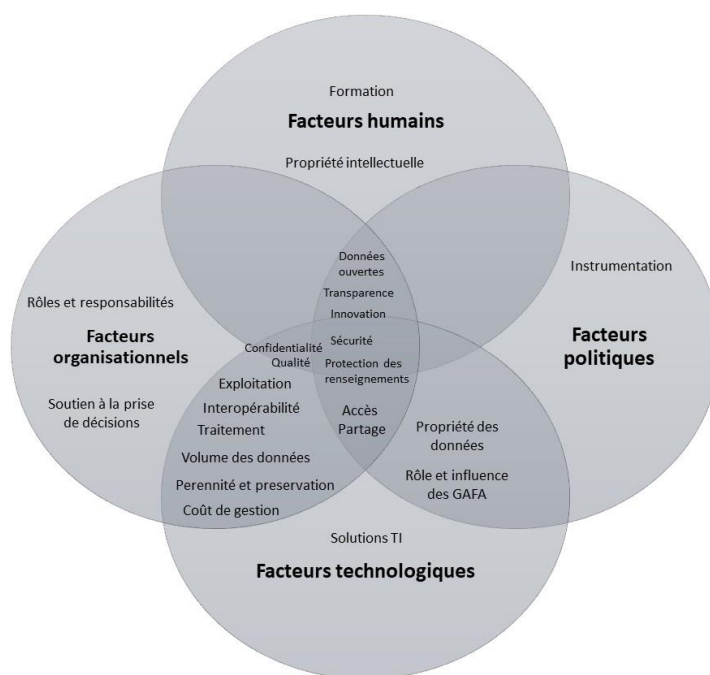 Formation
Facteurs humains
Propriété intellectuelle
Données
ouvertes
Transparence
Innovation
Instrumentation
Facteurs
politiques
Rôles et responsabilités
Facteurs
organisationnels
Soutien à la prise
de décisions
Confidentialité
Qualité
Sécurité
Protection des
renseignements
Exploitation
Interopérabilité
Traitement
Volume des données
Perennité et preservation
Coût de gestion
Accès
Partage
Propriété des
données
Rôle et influence
des GAFA
Solutions TI
Facteurs technologiques